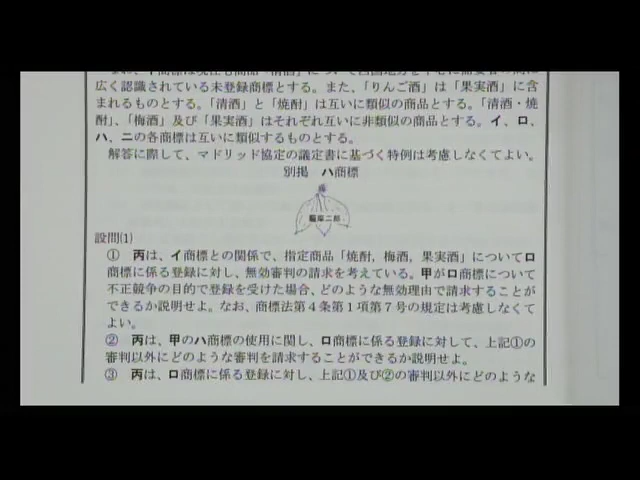 広く認識されている未登録商標とする。また、「りんご酒」は「果実酒」に含
まれるものとする。「清酒」と「焼酎」は互いに類似の商品とする。「清酒・焼
酎」、「梅酒」及び「果実酒」はそれぞれ互いに非類似の商品とする。イ、ロ、
ハ、ニの各商標は互いに類似するものとする。
解答に際して、マドリッド協定の議定書に基づく特例は考慮しなくてよい。
別掲 ハ商標
二郎
設問(1)
① 丙は、イ商標との関係で、指定商品「焼酎，梅酒，果実酒」についてロ
商標に係る登録に対し、無効審判の請求を考えている。甲がロ商標について
不正競争の目的で登録を受けた場合、どのような無効理由で請求することが
できるか説明せよ。なお、商標法第４条第１項第７号の規定は考慮しなくて
よい。
② 丙は、甲のハ商標の使用に関し、ロ商標に係る登録に対して、上記①の
審判以外にどのような審判を請求することができるか説明せよ。
③ 丙は、ロ商標に係る登録に対し、上記①及び②の審判以外にどのような